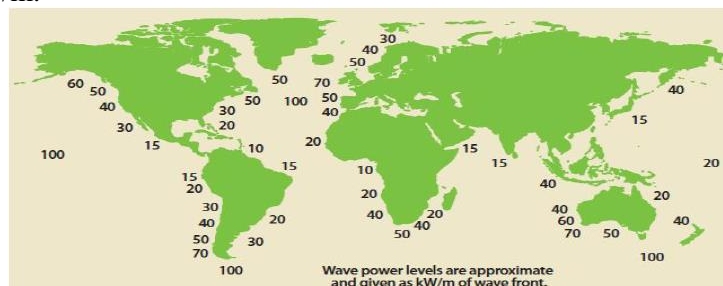 30
40
50
60 50 70 40
50 50 100 50
40 30 40
30 20 15
15 20
100 10 15 15 20
15 10 40
15 20 20
20 20 40
30 40 20 60 40
40 20 40 70 50
50 30 50
70 100
100
Wave power levels are approximate
and given as kW/m of wave front.